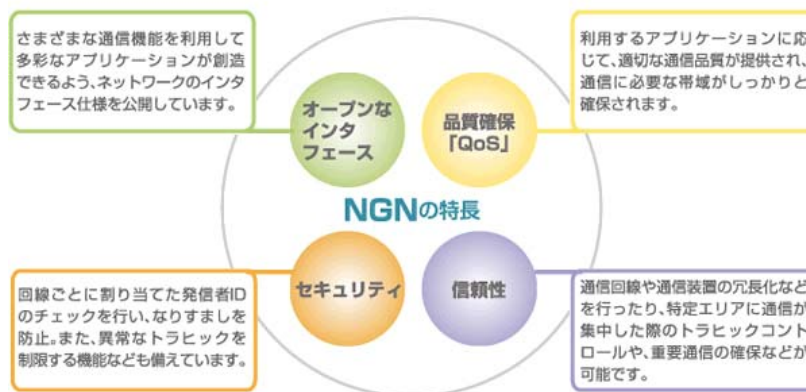 さまざまな通信機能を利用して
多彩なアプリケーションが創造
できるよう、ネットワークのインタ
フェース仕様を公開しています。
利用するアプリケーションに応
じて、適切な通信品質が提供され、
通信に必要な帯域がしっかりと
確保されます。
オープンな
インタ
フェース
品質確保
「QoS」
NGNの特長
セキュリティ
信頼性
回線ごとに割り当てた発信者ID
のチェックを行い、なりすましを
防止。また、異常なトラヒックを
制限する機能なども備えています。
通信回線や通信装置の冗長化など
を行ったり、特定エリアに通信が
集中した際のトラヒックコント
ロールや、重要通信の確保などが
可能です。